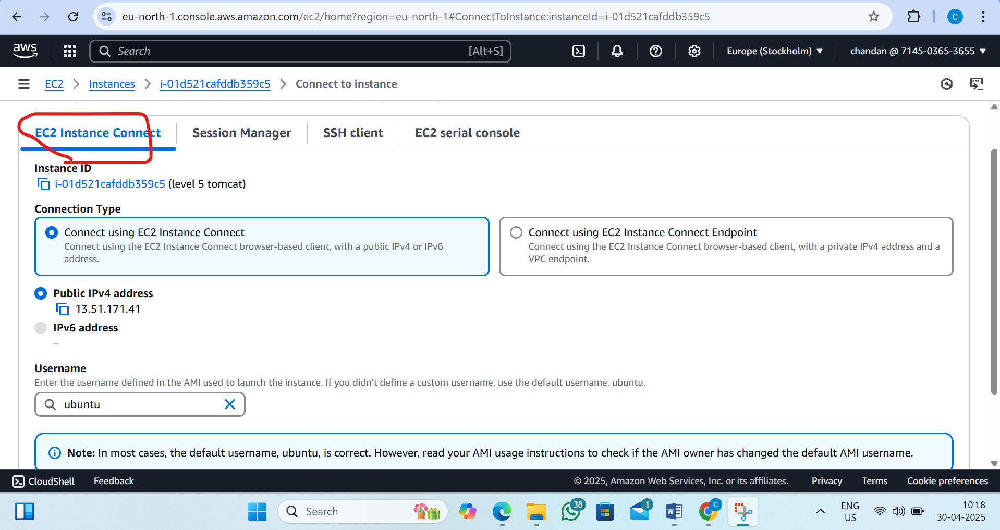 eu-north-1.console.aws.amazon.com/ec2/home?region=eu-north-1#ConnectToInstance:instanceId=i-01d521cafddb359c5
C
aws
Search [Alt+S]
Europe (Stockholm)
chandan @ 7145-0365-3655
EC2 Instances i-01d521cafddb359c5 Connect to instance
EC2 Instance Connect Session Manager SSH client EC2 serial console
Instance ID
i-01d521cafddb359c5 (level 5 tomcat)
Connection Type
Connect using EC2 Instance Connect
Connect using the EC2 Instance Connect browser-based client, with a public IPv4 or IPv6
address.
Connect using EC2 Instance Connect Endpoint
Connect using the EC2 Instance Connect browser-based client, with a private IPv4 address and a
VPC endpoint.
Public IPv4 address
13.51.171.41
IPv6 address
–
Username
Enter the username defined in the AMI used to launch the instance. If you didn't define a custom username, use the default username, ubuntu.
ubuntu
Note: In most cases, the default username, ubuntu, is correct. However, read your AMI usage instructions to check if the AMI owner has changed the default AMI username.
CloudShell Feedback © 2025, Amazon Web Services, Inc. or its affiliates. Privacy Terms Cookie preferences
Search
38
1
W
C
ENG
US
10:18
30-04-2025